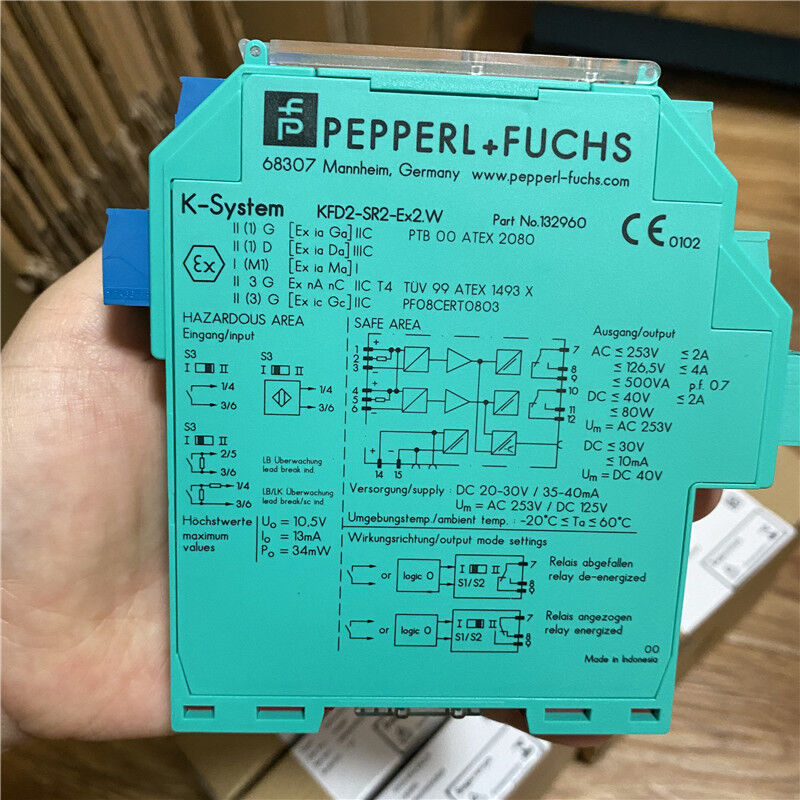 PEPPERL+FUCHS
68307 Mannheim, Germany www.pepperl-fuchs.com
K-System KFD2-SR2-Ex2.W Part No.132960
II (1) G [Ex ia Ga] IIC PTB 00 ATEX 2080
II (1) D [Ex ia Da] IIIC
I (M1) [Ex ia Ma] I
II 3 G Ex nA nC IIC T4 TÜV 99 ATEX 1493 X
II (3) G [Ex ic Gc] IIC PF08CERT0803
Ex
CE 0102
HAZARDOUS AREA
Eingang/input
S3
I II
1/4
3/6
S3
I II
1/4
3/6
S3
I II
2/5
3/6
LB Überwachung
lead break ind.
1/4
3/6
LB/LK Überwachung
lead break/sc ind.
Höchstwerte
maximum
values
Uo = 10,5V
Io = 13mA
Po = 34mW
SAFE AREA
1
2
3
4
5
6
7
8
9
10
11
12
14 15
Ausgang/output
AC ≤ 253V ≤ 2A
≤ 126,5V ≤ 4A
≤ 500VA p.f. 0.7
DC ≤ 40V ≤ 2A
≤ 80W
Um = AC 253V
DC ≤ 30V
≤ 10mA
Um = DC 40V
Versorgung/supply : DC 20-30V / 35-40mA
Um = AC 253V / DC 125V
Umgebungstemp./ambient temp. : -20°C ≤ Ta ≤ 60°C
Wirkungsrichtung/output mode settings
or logic 0 I II S1/S2 7 8 9
Relais abgefallen
relay de-energized
or logic 0 I II S1/S2 7 8 9
Relais angezogen
relay energized
00
Made in Indonesia